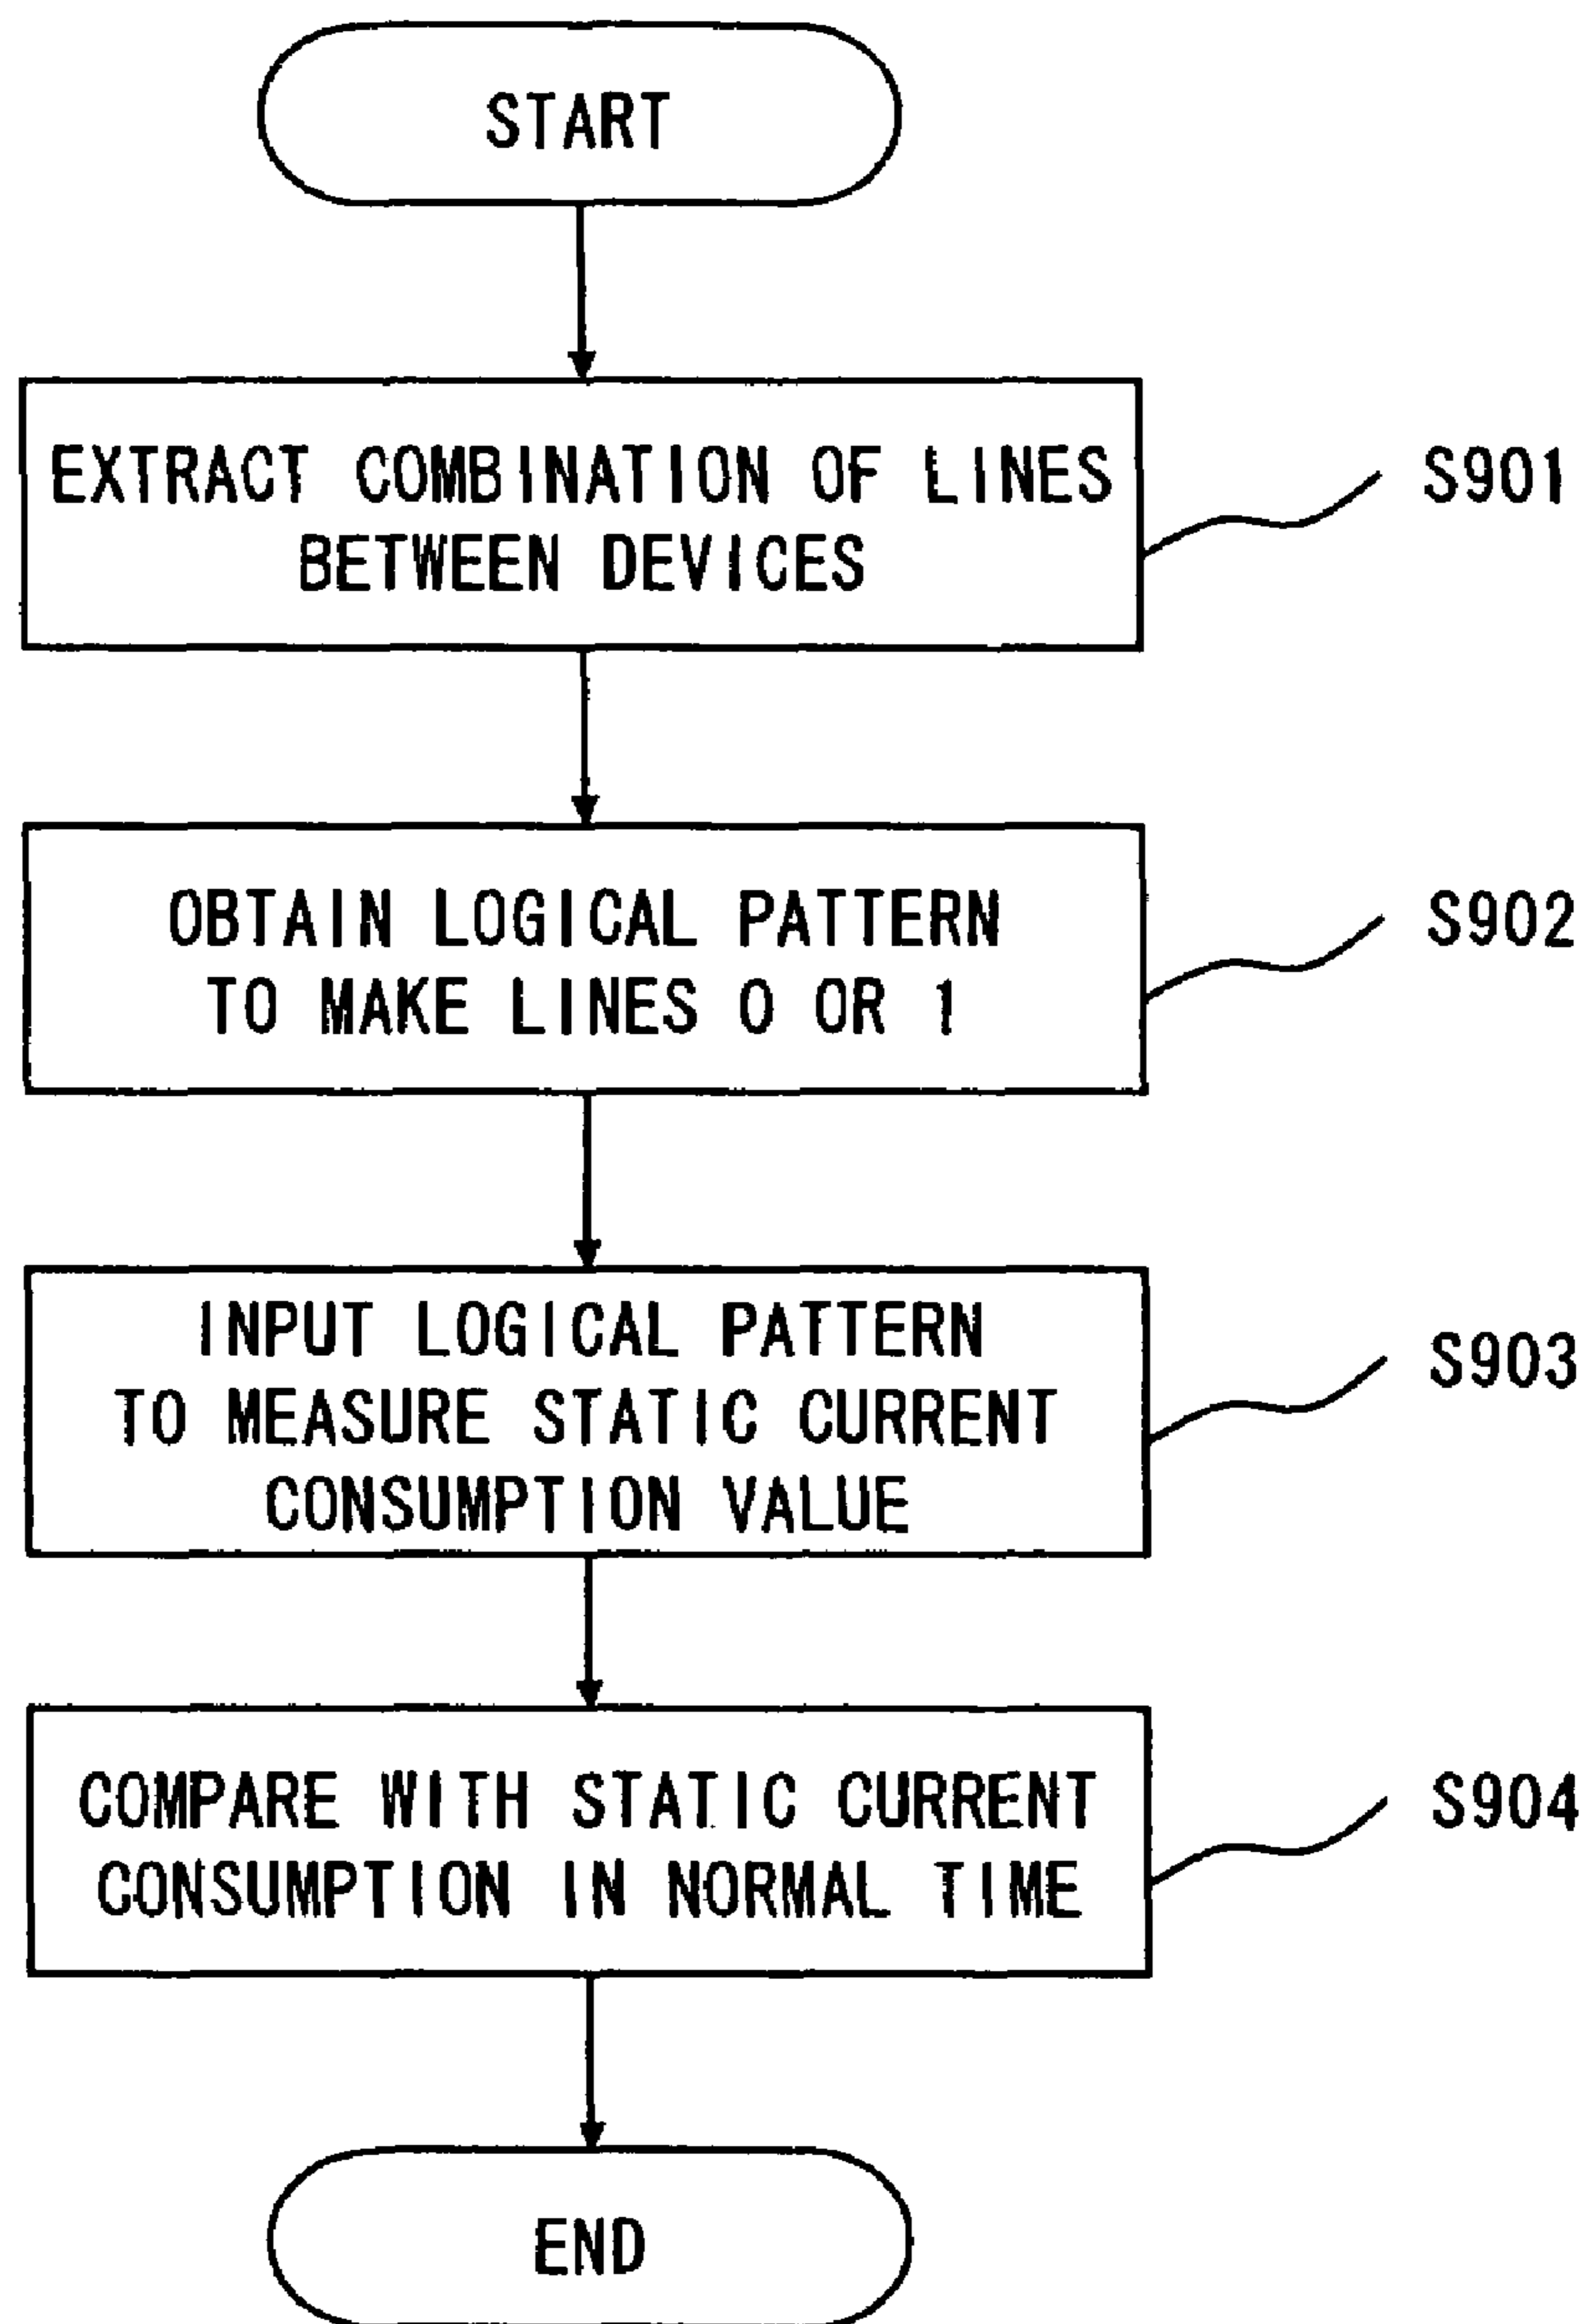 START
EXTRACT COMBINATION OF LINES
BETWEEN DEVICES
S901
OBTAIN LOGICAL PATTERN
TO MAKE LINES 0 OR 1
S902
INPUT LOGICAL PATTERN
TO MEASURE STATIC CURRENT
CONSUMPTION VALUE
S903
COMPARE WITH STATIC CURRENT
CONSUMPTION IN NORMAL TIME
S904
END